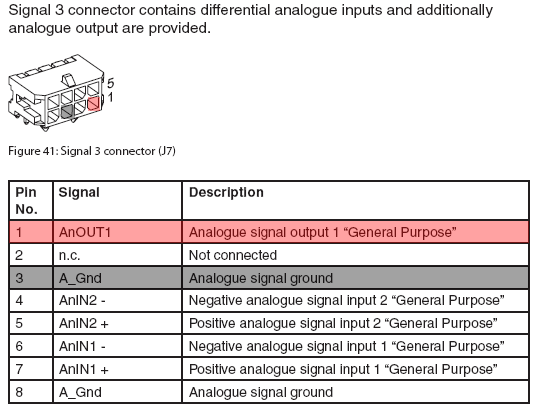 Signal 3 connector contains differential analogue inputs and additionally
analogue output are provided.
5
1
Figure 41: Signal 3 connector (J7)
Pin No. Signal Description
1 AnOUT1 Analogue signal output 1 “General Purpose”
2 n.c. Not connected
3 A_Gnd Analogue signal ground
4 AnIN2 - Negative analogue signal input 2 “General Purpose”
5 AnIN2 + Positive analogue signal input 2 “General Purpose”
6 AnIN1 - Negative analogue signal input 1 “General Purpose”
7 AnIN1 + Positive analogue signal input 1 “General Purpose”
8 A_Gnd Analogue signal ground